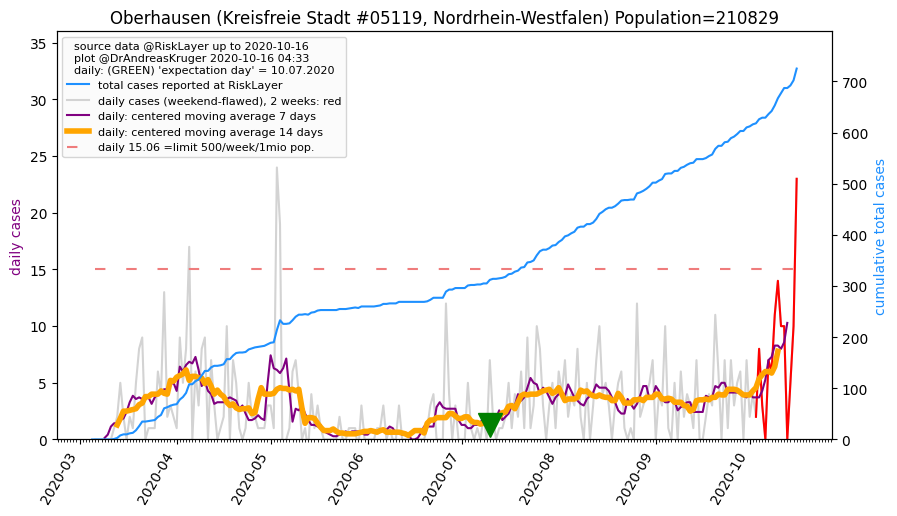 Oberhausen (Kreisfreie Stadt #05119, Nordrhein-Westfalen) Population=210829
source data @RiskLayer up to 2020-10-16
plot @DrAndreasKruger 2020-10-16 04:33
daily: (GREEN) 'expectation day' = 10.07.2020
total cases reported at RiskLayer
daily cases (weekend-flawed), 2 weeks: red
daily: centered moving average 7 days
daily: centered moving average 14 days
daily 15.06 =limit 500/week/1mio pop.
daily cases
35
30
25
20
15
10
5
0
cumulative total cases
700
600
500
400
300
200
100
0
2020-03
2020-04
2020-05
2020-06
2020-07
2020-08
2020-09
2020-10